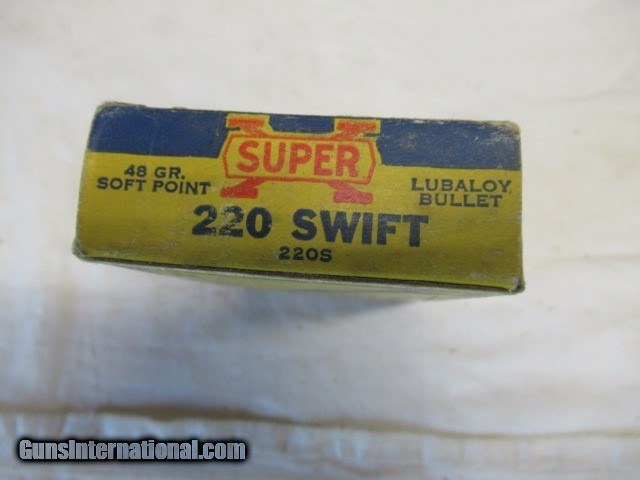 SUPER X
48 GR.
SOFT POINT
LUBALOY
BULLET
220 SWIFT
220S
GunsInternational.com